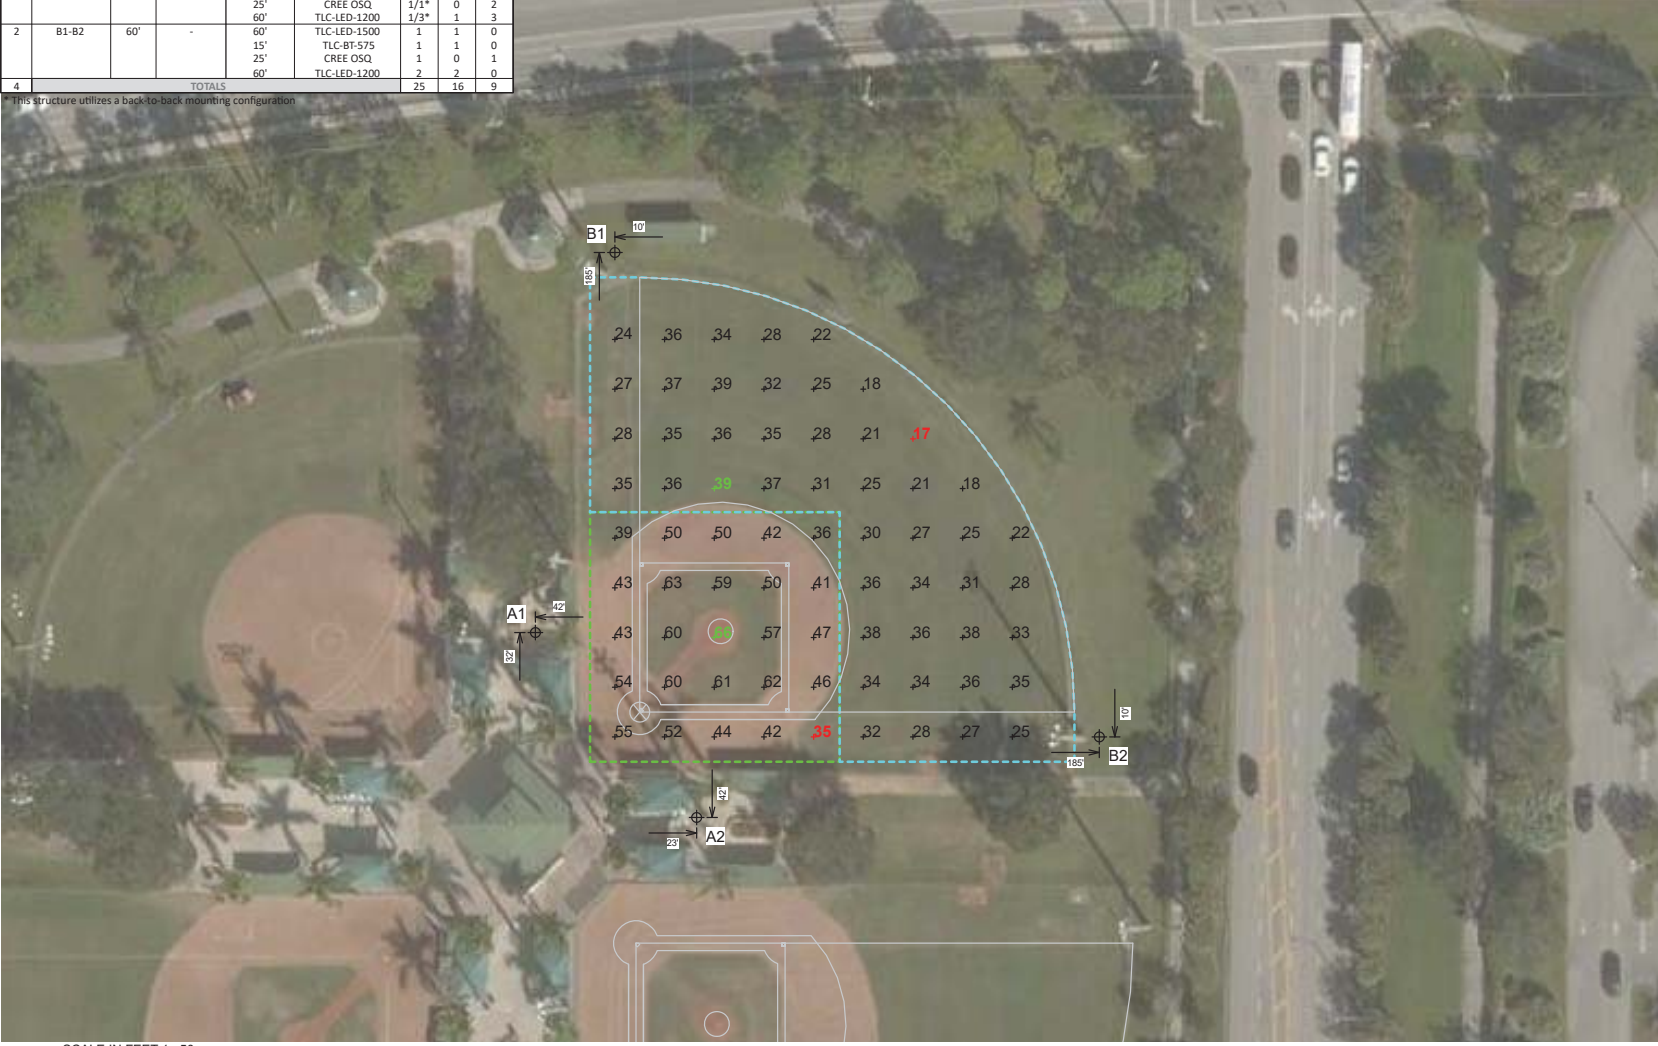 25' CREE OSQ 1/1* 0 2
60' TLC-LED-1200 1/3* 1 3
2 B1-B2 60' - 60' TLC-LED-1500 1 1 0
15' TLC-BT-575 1 1 0
25' CREE OSQ 1 0 1
60' TLC-LED-1200 2 2 0
4 TOTALS 25 16 9
* This structure utilizes a back-to-back mounting configuration
B1 10'
185'
24 36 34 28 22
27 37 39 32 25 18
28 35 36 35 28 21 17
35 36 39 37 31 25 21 18
39 50 50 42 36 30 27 25 22
43 63 59 50 41 36 34 31 28
A1 42'
32'
43 60 66 57 47 38 36 38 33
54 60 61 62 46 34 34 36 35
10'
55 52 44 42 35 32 28 27 25
B2
185'
42'
A2
23'